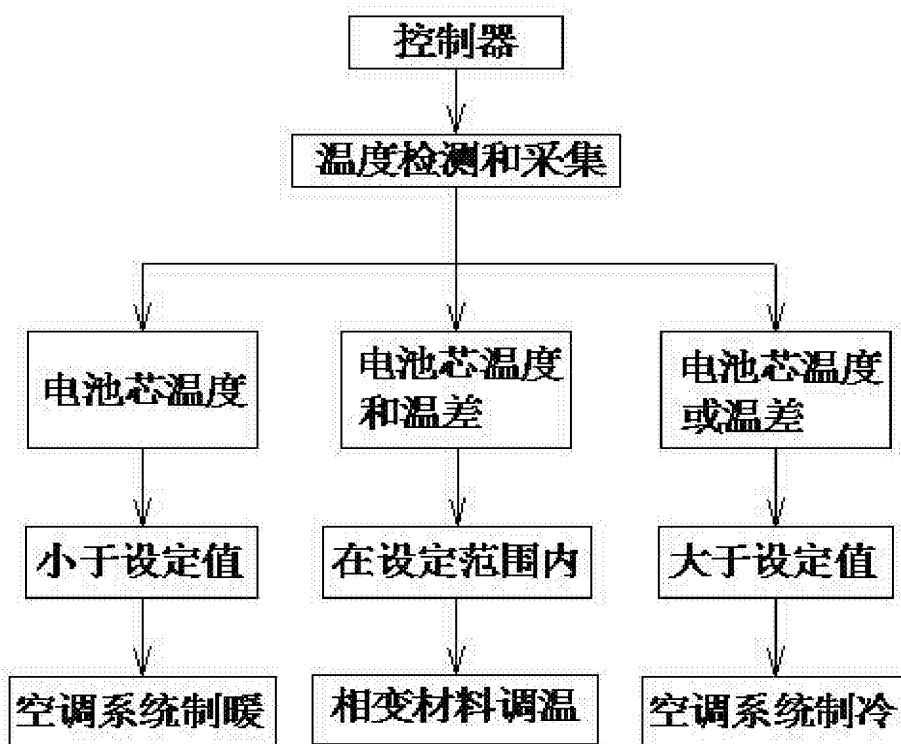 控制器
温度检测和采集
电池芯温度
电池芯温度
和温差
电池芯温度
或温差
小于设定值
在设定范围内
大于设定值
空调系统制暖
相变材料调温
空调系统制冷